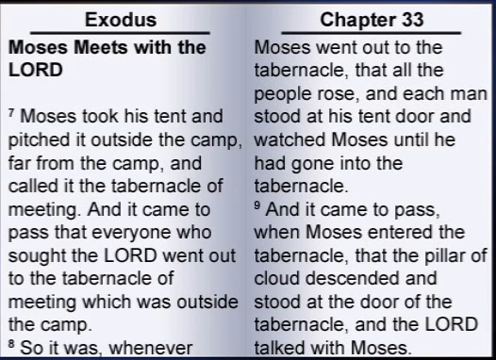 Exodus
Moses Meets with the
LORD
⁷ Moses took his tent and
pitched it outside the camp,
far from the camp, and
called it the tabernacle of
meeting. And it came to
pass that everyone who
sought the LORD went out
to the tabernacle of
meeting which was outside
the camp.
⁸ So it was, whenever
Chapter 33
Moses went out to the
tabernacle, that all the
people rose, and each man
stood at his tent door and
watched Moses until he
had gone into the
tabernacle.
⁹ And it came to pass,
when Moses entered the
tabernacle, that the pillar of
cloud descended and
stood at the door of the
tabernacle, and the LORD
talked with Moses.